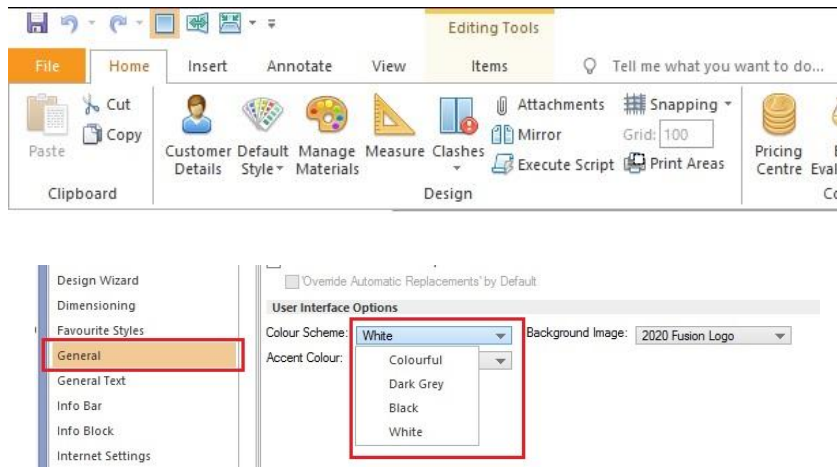 Editing Tools
File Home Insert Annotate View Items Tell me what you want to do...
Paste
Cut
Copy
Clipboard
Customer Details
Default Style
Manage Materials
Measure
Clashes
Attachments
Mirror
Execute Script
Snapping
Grid: 100
Print Areas
Design
Pricing Centre
Eval
Co
Design Wizard
Dimensioning
Favourite Styles
General
General Text
Info Bar
Info Block
Internet Settings
'Override Automatic Replacements' by Default
User Interface Options
Colour Scheme: White
Background Image: 2020 Fusion Logo
Accent Colour:
Colourful
Dark Grey
Black
White